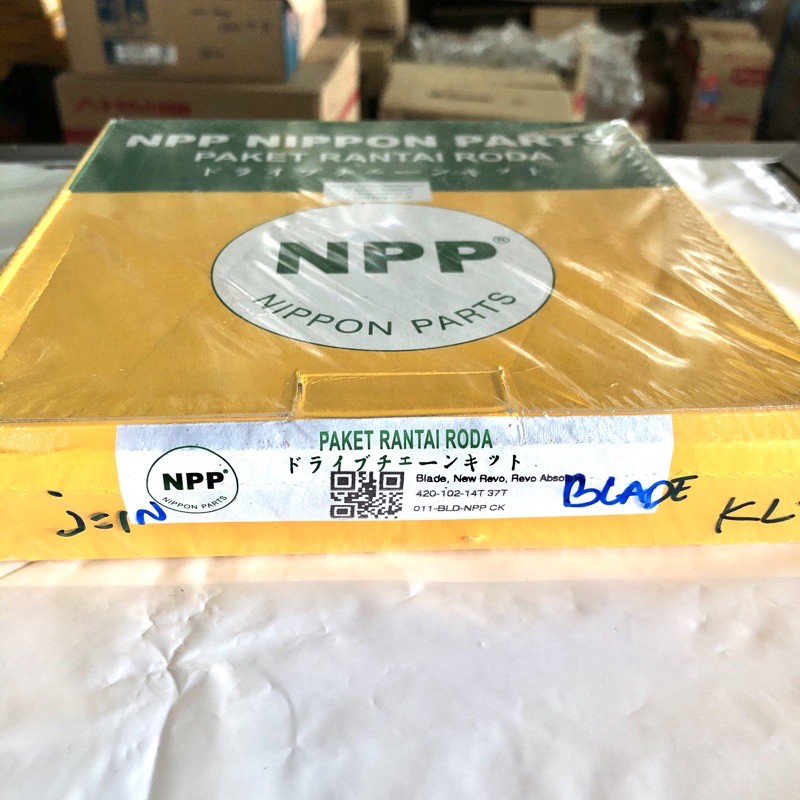 NPP NIPPON PARTS
PAKET RANTAI RODA
ドライブチェーンキット
NPP®
NIPPON PARTS
PAKET RANTAI RODA
ドライブチエーンキット
NPP®
NIPPON PARTS
Blade, New Revo, Revo Absolute
420-102-14T 37T
011-BLD-NPP CK
BLADE